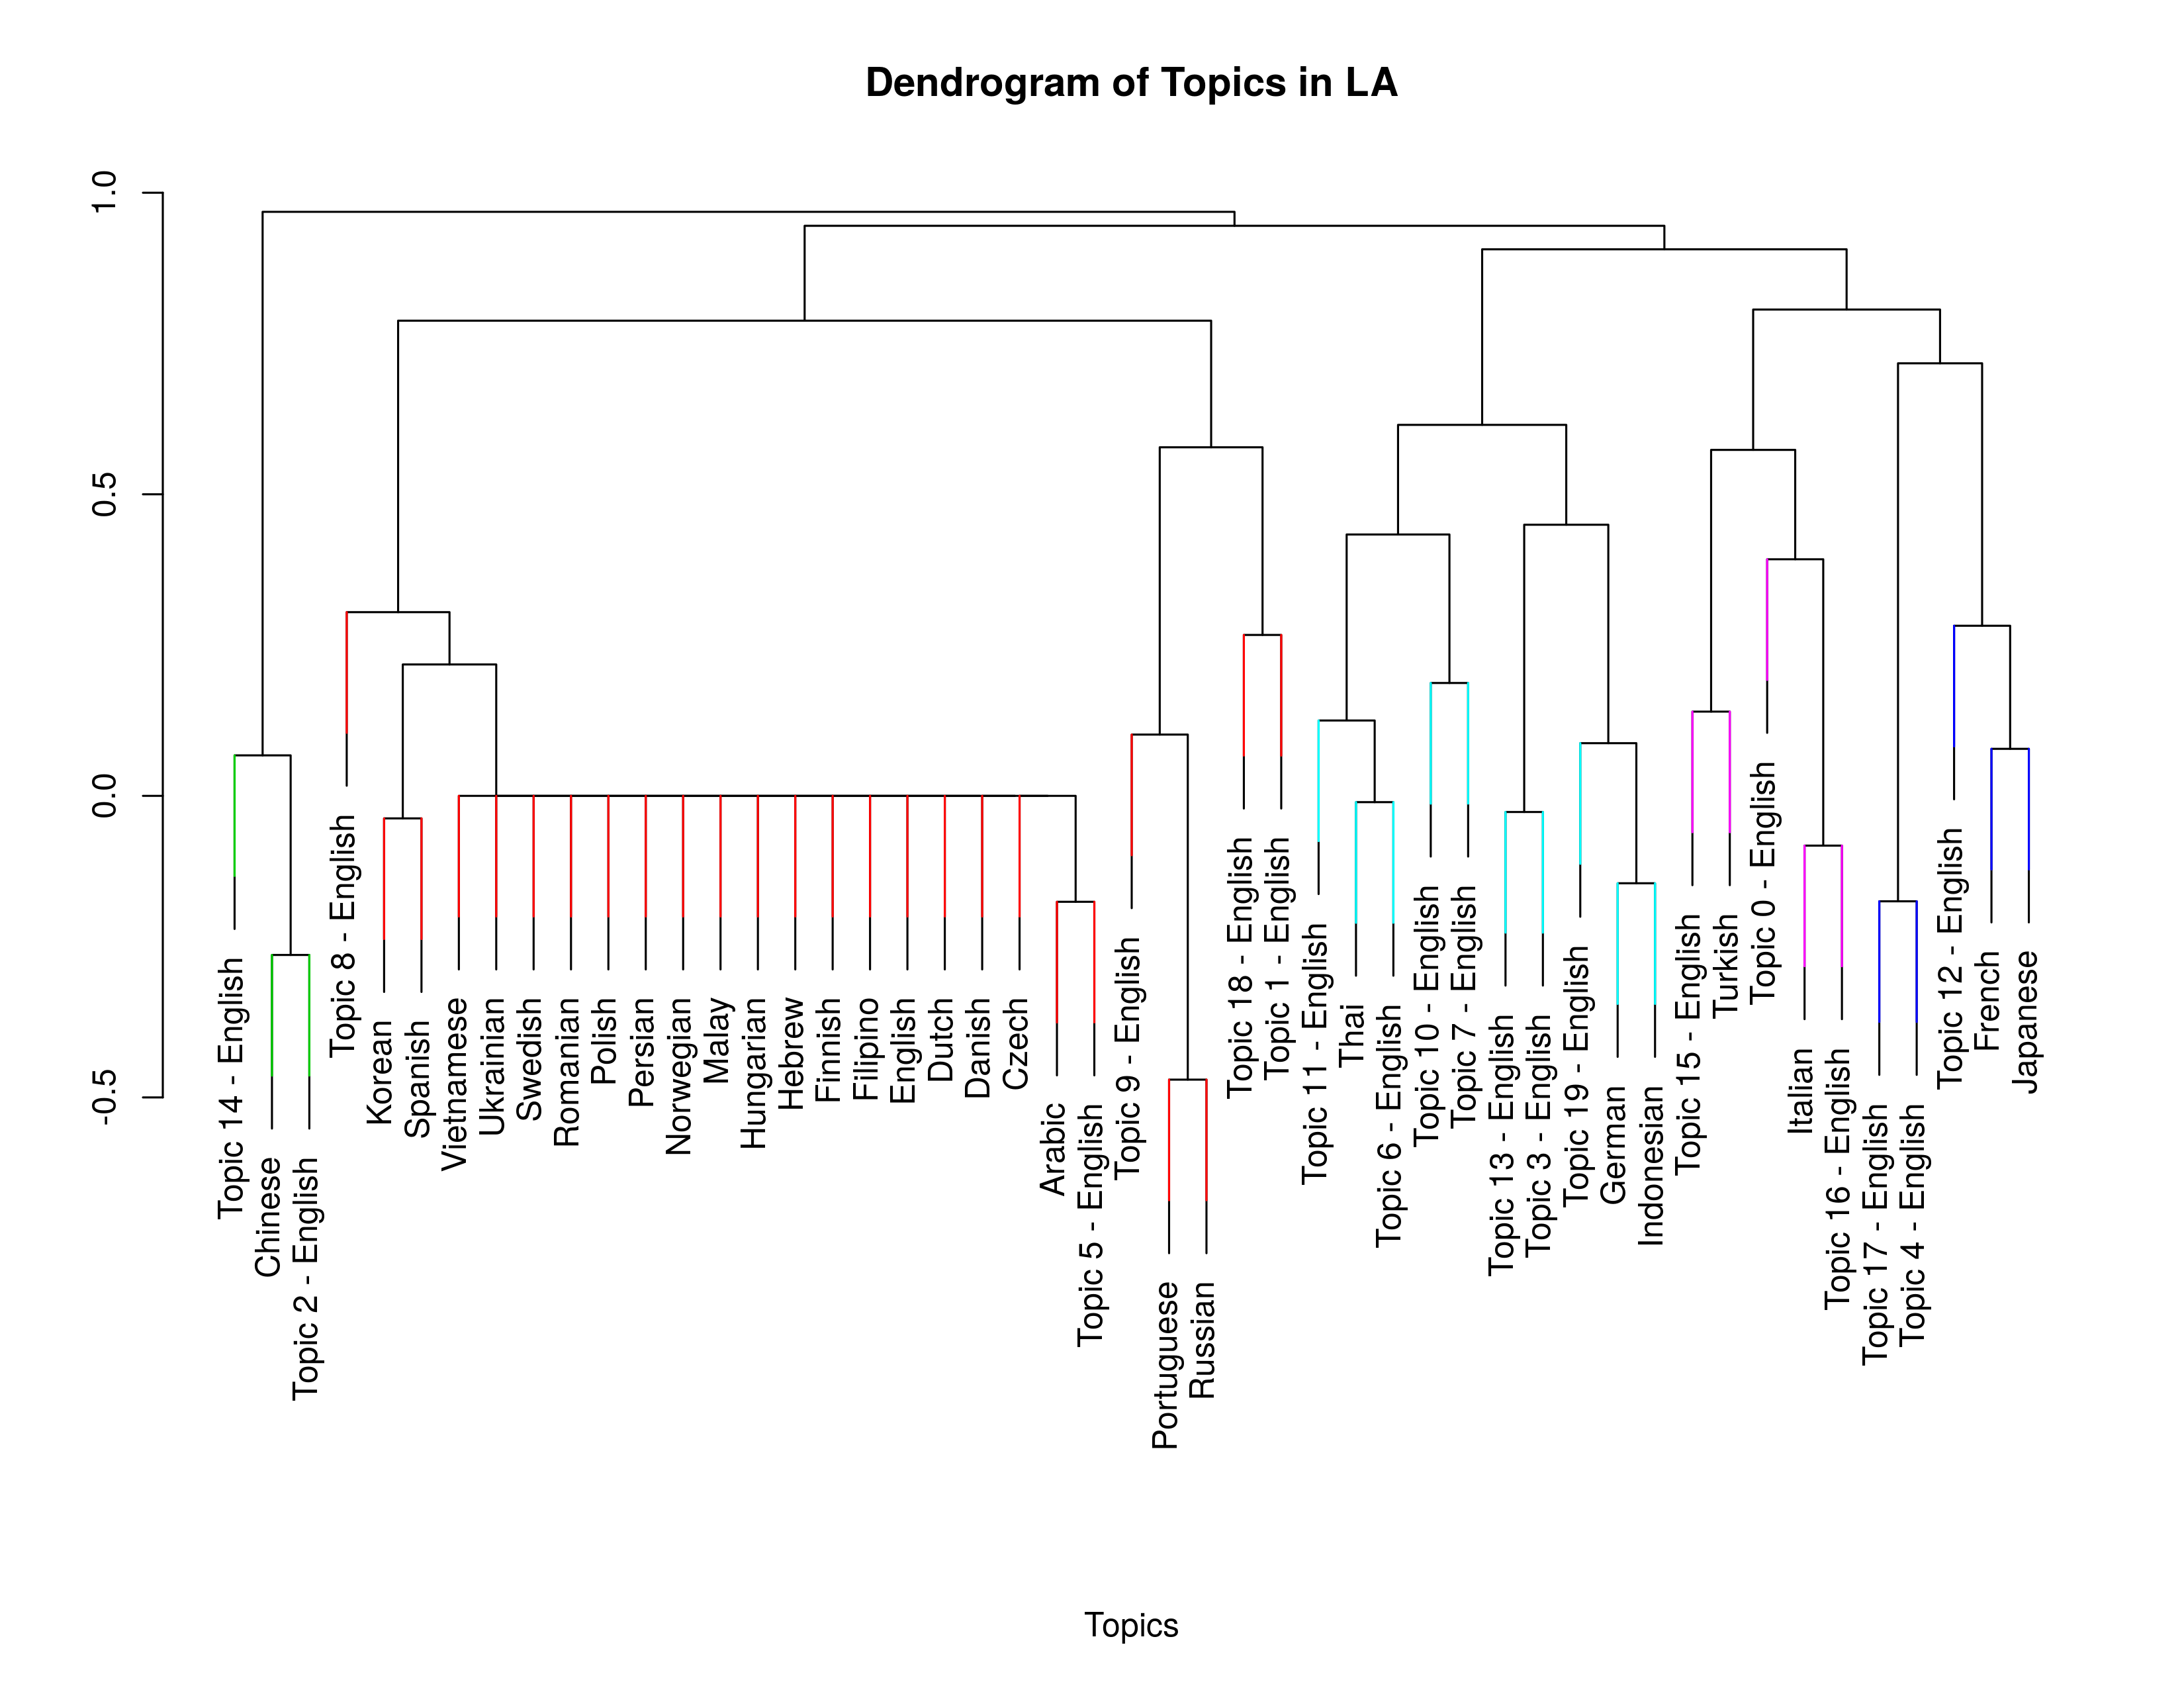 Dendrogram of Topics in LA
1.0
0.5
0.0
-0.5
Topic 14 - English
Chinese
Topic 2 - English
Topic 8 - English
Korean
Spanish
Vietnamese
Ukrainian
Swedish
Romanian
Polish
Persian
Norwegian
Malay
Hungarian
Hebrew
Finnish
Filipino
English
Dutch
Danish
Czech
Arabic
Topic 5 - English
Topic 9 - English
Portuguese
Russian
Topic 18 - English
Topic 1 - English
Topic 11 - English
Thai
Topic 6 - English
Topic 10 - English
Topic 7 - English
Topic 13 - English
Topic 3 - English
Topic 19 - English
German
Indonesian
Topic 15 - English
Turkish
Topic 0 - English
Italian
Topic 16 - English
Topic 17 - English
Topic 4 - English
Topic 12 - English
French
Japanese
Topics